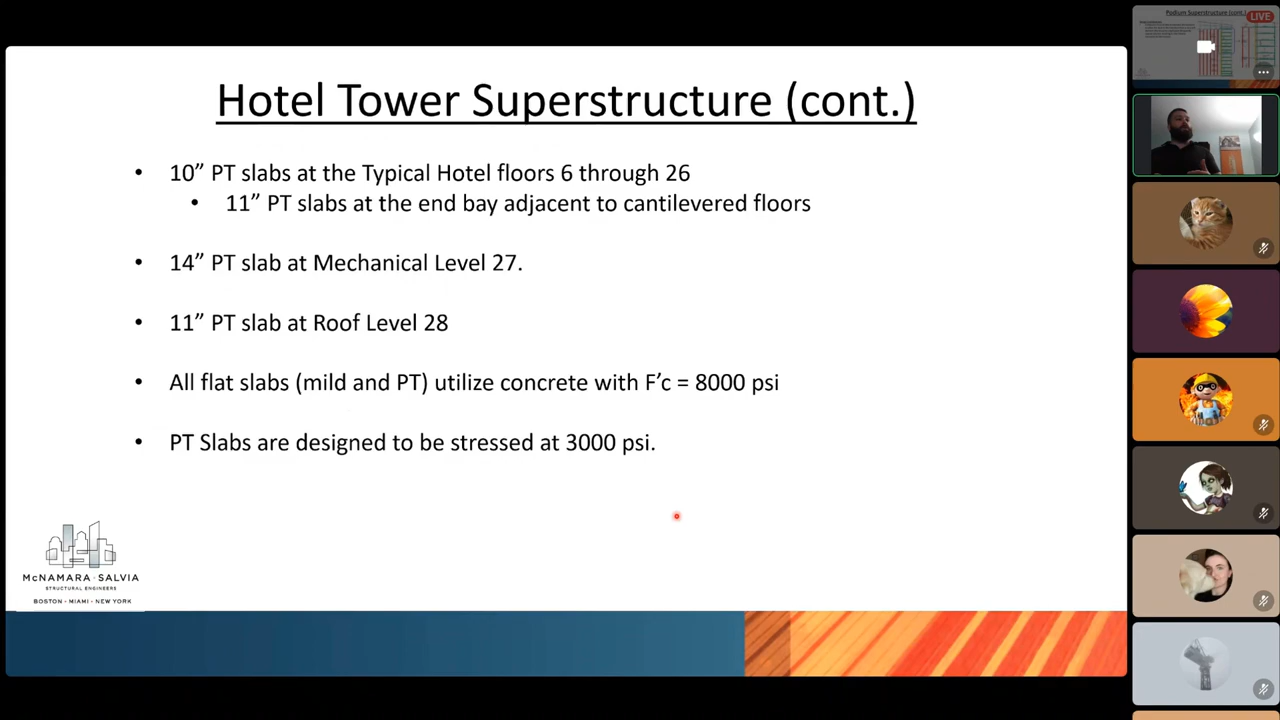 Podium Superstructure (cont.)
LIVE
Hotel Tower Superstructure (cont.)
• 10” PT slabs at the Typical Hotel floors 6 through 26
• 11” PT slabs at the end bay adjacent to cantilevered floors
• 14” PT slab at Mechanical Level 27.
• 11” PT slab at Roof Level 28
• All flat slabs (mild and PT) utilize concrete with F’c = 8000 psi
• PT Slabs are designed to be stressed at 3000 psi.
McNAMARA · SALVIA
STRUCTURAL ENGINEERS
BOSTON - MIAMI - NEW YORK